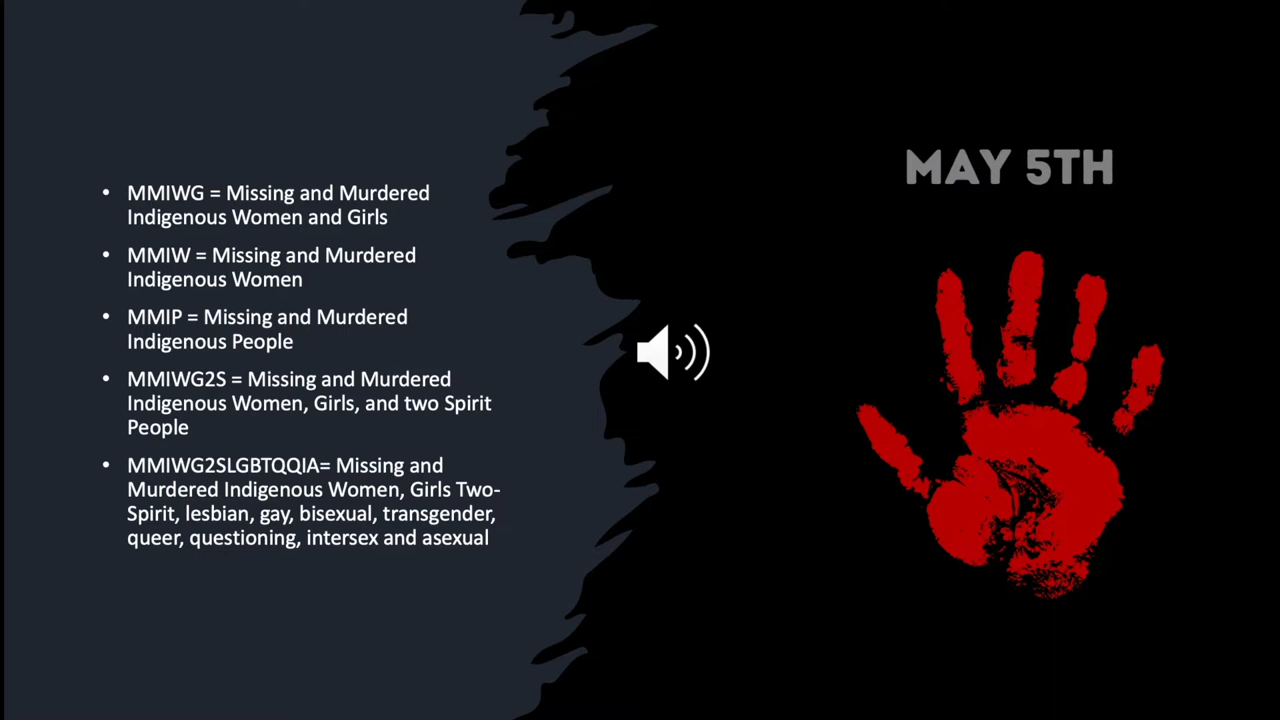 • MMIWG = Missing and Murdered
Indigenous Women and Girls
• MMIW = Missing and Murdered
Indigenous Women
• MMIP = Missing and Murdered
Indigenous People
• MMIWG2S = Missing and Murdered
Indigenous Women, Girls, and two Spirit
People
• MMIWG2SLGBTQQIA= Missing and
Murdered Indigenous Women, Girls Two-
Spirit, lesbian, gay, bisexual, transgender,
queer, questioning, intersex and asexual
MAY 5TH